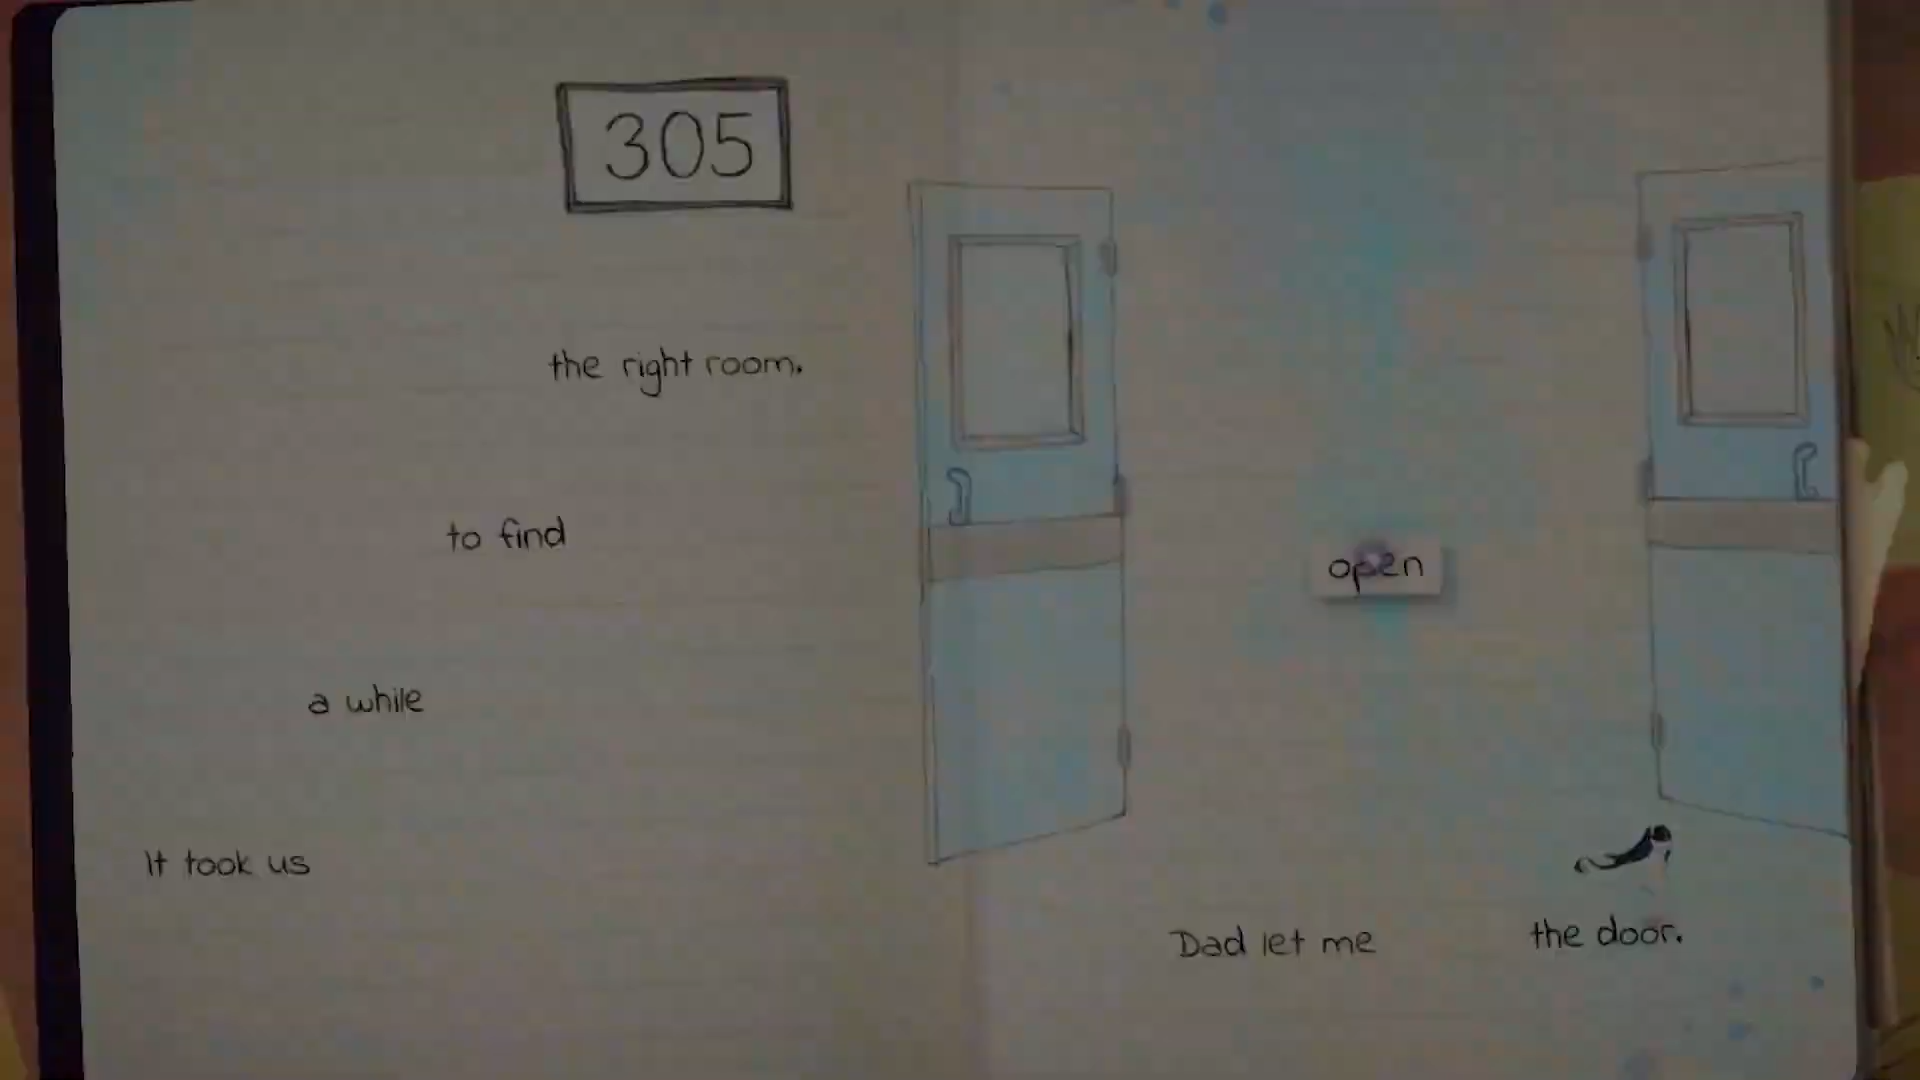 305
It took us
a while
to find
the right room.
Dad let me
open
the door.